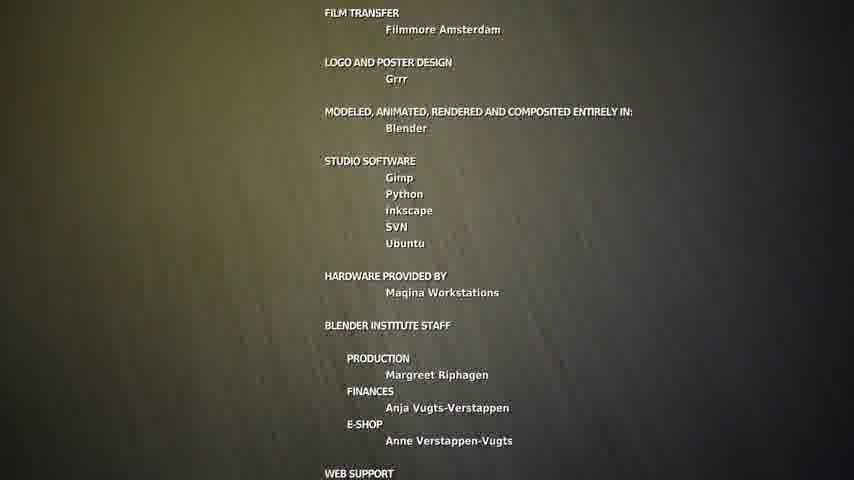 FILM TRANSFER
Filmmore Amsterdam
LOGO AND POSTER DESIGN
Grrr
MODELED, ANIMATED, RENDERED AND COMPOSITED ENTIRELY IN:
Blender
STUDIO SOFTWARE
Gimp
Python
inkscape
SVN
Ubuntu
HARDWARE PROVIDED BY
Maqina Workstations
BLENDER INSTITUTE STAFF
PRODUCTION
Margreet Riphagen
FINANCES
Anja Vugts-Verstappen
E-SHOP
Anne Verstappen-Vugts
WEB SUPPORT